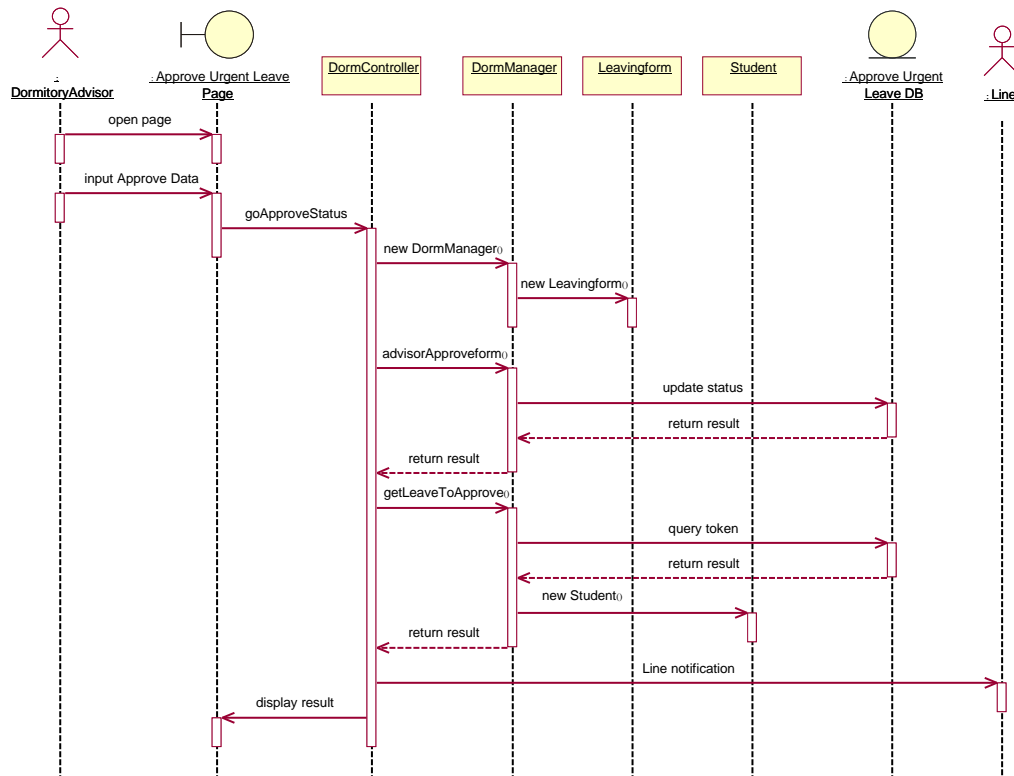 :
DormitoryAdvisor
: Approve Urgent Leave
Page
DormController
DormManager
Leavingform
Student
: Approve Urgent
Leave DB
: Line
open page
input Approve Data
goApproveStatus
new DormManager()
new Leavingform()
advisorApproveform()
update status
return result
return result
getLeaveToApprove()
query token
return result
new Student()
return result
Line notification
display result